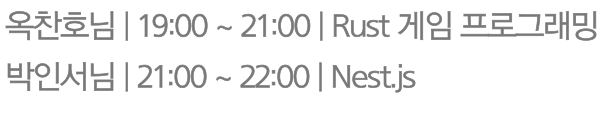 옥찬호님 | 19:00 ~ 21:00 | Rust 게임 프로그래밍
박인서님 | 21:00 ~ 22:00 | Nest.js